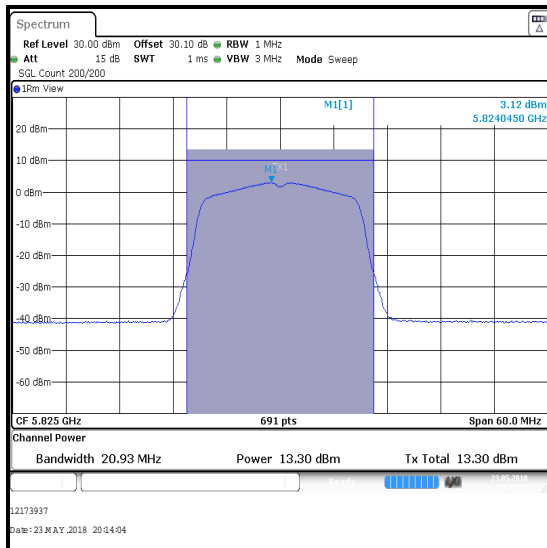 Spectrum
Ref Level 30.00 dBm Offset 30.10 dB RBW 1 MHz
Att 15 dB SWT 1 ms VBW 3 MHz Mode Sweep
SGL Count 200/200
1Rm View
M1[1] 3.12 dBm
5.8240450 GHz
20 dBm
10 dBm
M1 TX1
0 dBm
-10 dBm
-20 dBm
-30 dBm
-40 dBm
-50 dBm
-60 dBm
CF 5.825 GHz 691 pts Span 60.0 MHz
Channel Power
Bandwidth 20.93 MHz Power 13.30 dBm Tx Total 13.30 dBm
Ready 23.05.2018
12173937
Date: 23 MAY.2018 20:14:04